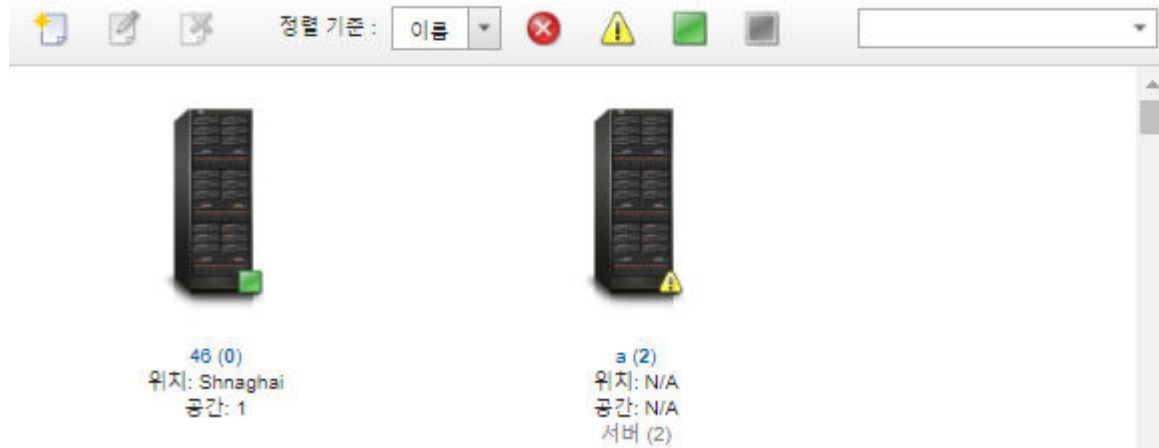 정렬 기준 : 이름
46 (0)
위치: Shnaghai
공간: 1
a (2)
위치: N/A
공간: N/A
서버 (2)